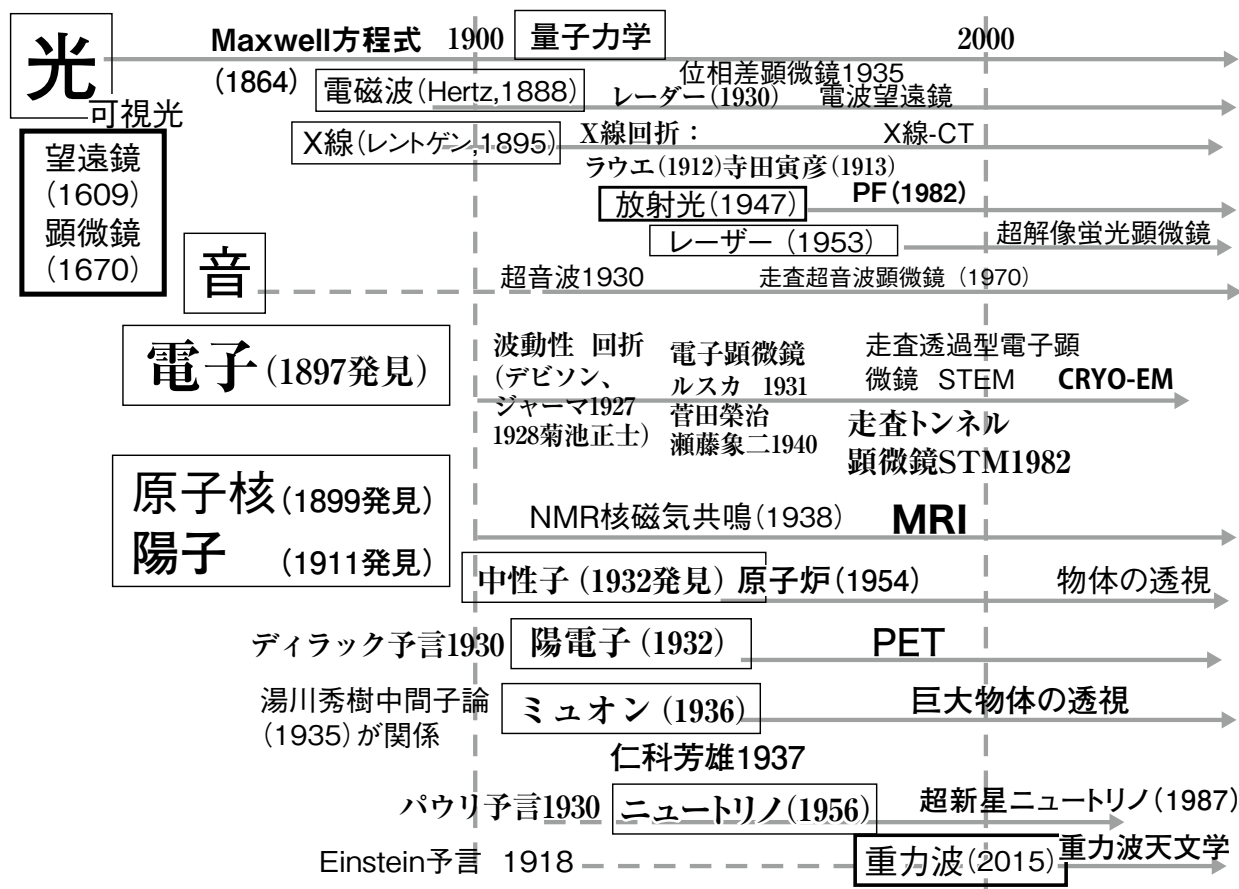 光
Maxwell方程式 1900 量子力学 2000
(1864)
電磁波(Hertz,1888)
位相差顕微鏡1935
レーダー(1930) 電波望遠鏡
可視光
望遠鏡
(1609)
顕微鏡
(1670)
X線(レントゲン,1895)
X線回折： X線-CT
ラウエ(1912)寺田寅彦(1913)
放射光(1947) PF(1982)
レーザー (1953) 超解像蛍光顕微鏡
音
超音波1930 走査超音波顕微鏡 (1970)
電子(1897発見)
波動性 回折
(デビソン、
ジャーマ1927
1928菊池正士)
電子顕微鏡
ルスカ 1931
菅田榮治
瀬藤象二1940
走査透過型電子顕
微鏡 STEM CRYO-EM
走査トンネル
顕微鏡STM1982
原子核(1899発見)
陽子 (1911発見)
NMR核磁気共鳴(1938) MRI
中性子(1932発見) 原子炉(1954) 物体の透視
ディラック予言1930 陽電子(1932) PET
湯川秀樹中間子論
(1935)が関係
ミュオン(1936) 巨大物体の透視
仁科芳雄1937
パウリ予言1930 ニュートリノ(1956) 超新星ニュートリノ(1987)
Einstein予言 1918 重力波(2015) 重力波天文学